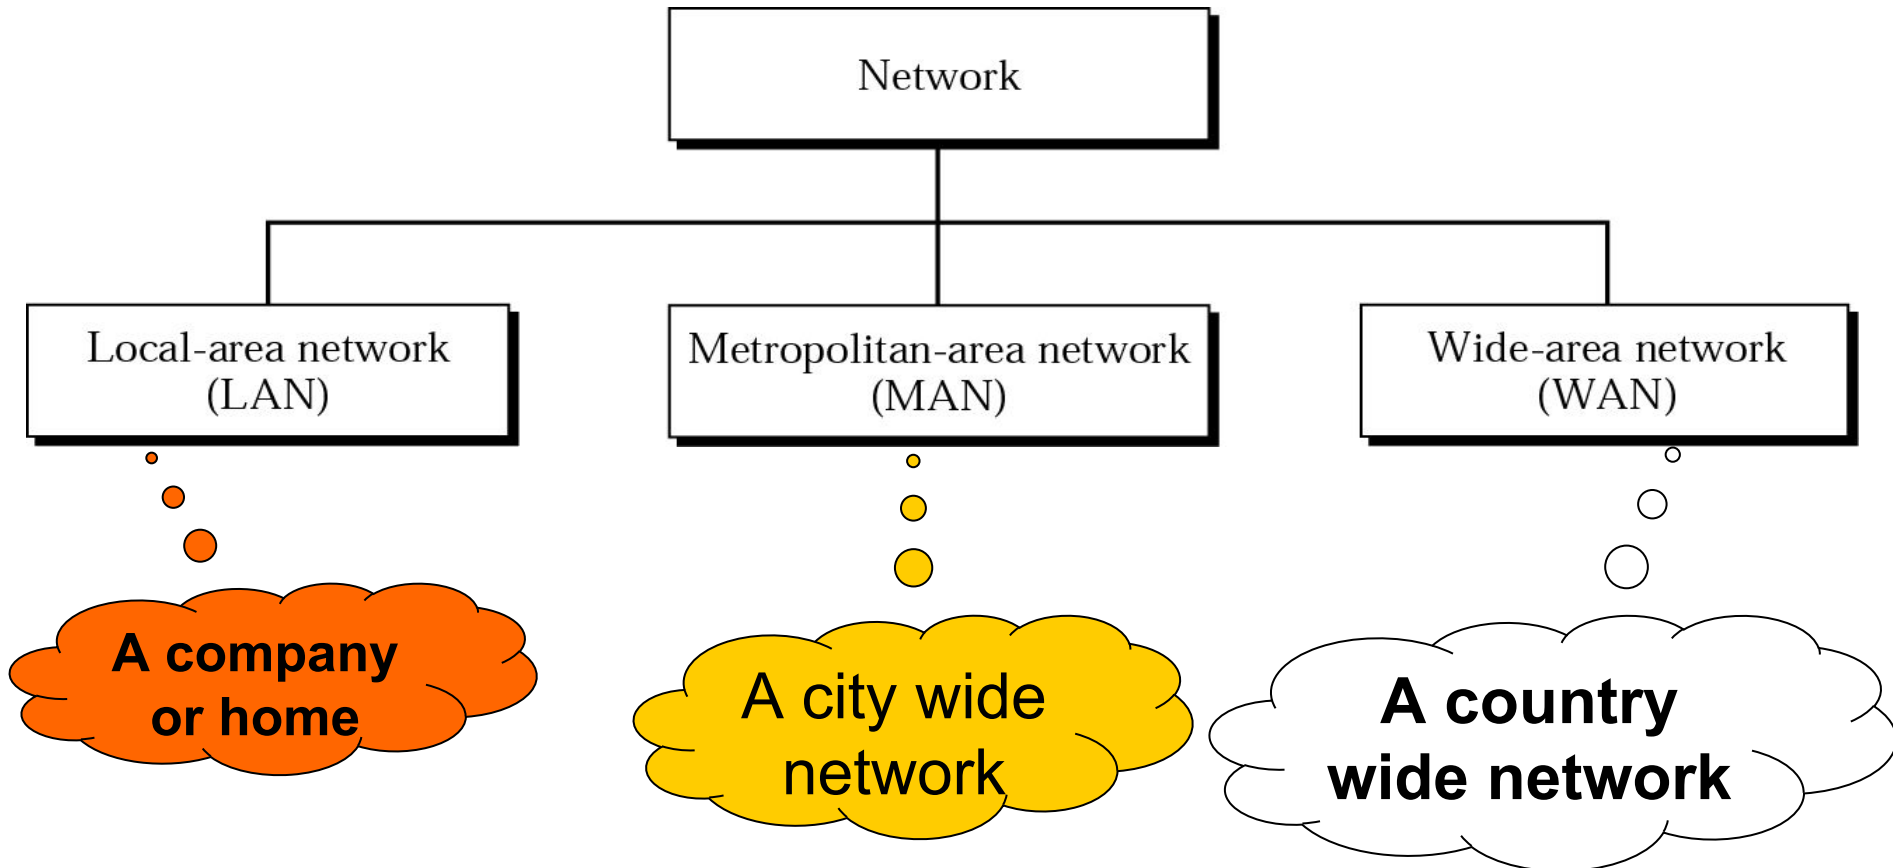 Network
Local-area network
(LAN)
Metropolitan-area network
(MAN)
Wide-area network
(WAN)
A company
or home
A city wide
network
A country
wide network